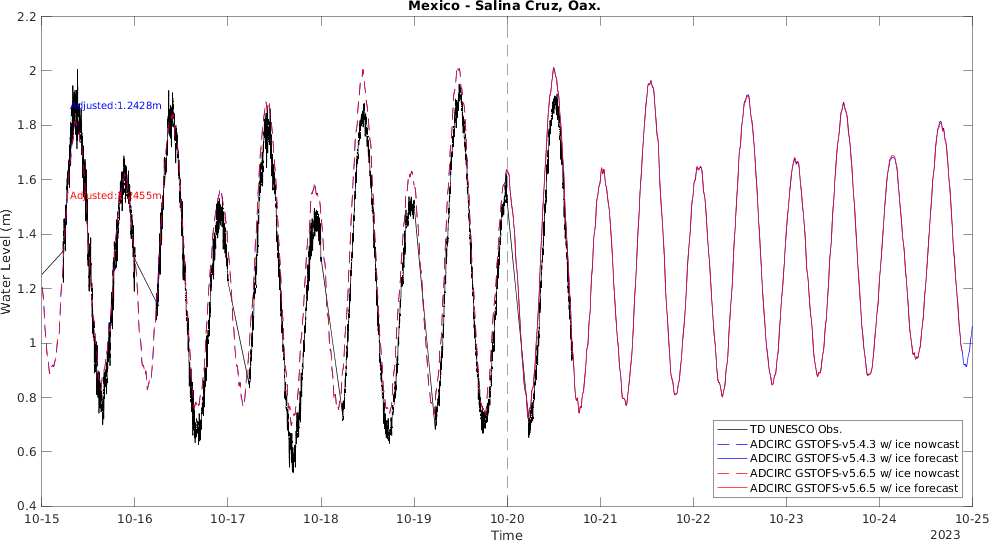 Mexico - Salina Cruz, Oax.
2.2
2
1.8
1.6
1.4
1.2
1
0.8
0.6
0.4
Water Level (m)
Adjusted:1.2428m
Adjusted:1.2455m
TD UNESCO Obs.
ADCIRC GSTOFS-v5.4.3 w/ ice nowcast
ADCIRC GSTOFS-v5.4.3 w/ ice forecast
ADCIRC GSTOFS-v5.6.5 w/ ice nowcast
ADCIRC GSTOFS-v5.6.5 w/ ice forecast
10-15 10-16 10-17 10-18 10-19 10-20 10-21 10-22 10-23 10-24 10-25
Time
2023